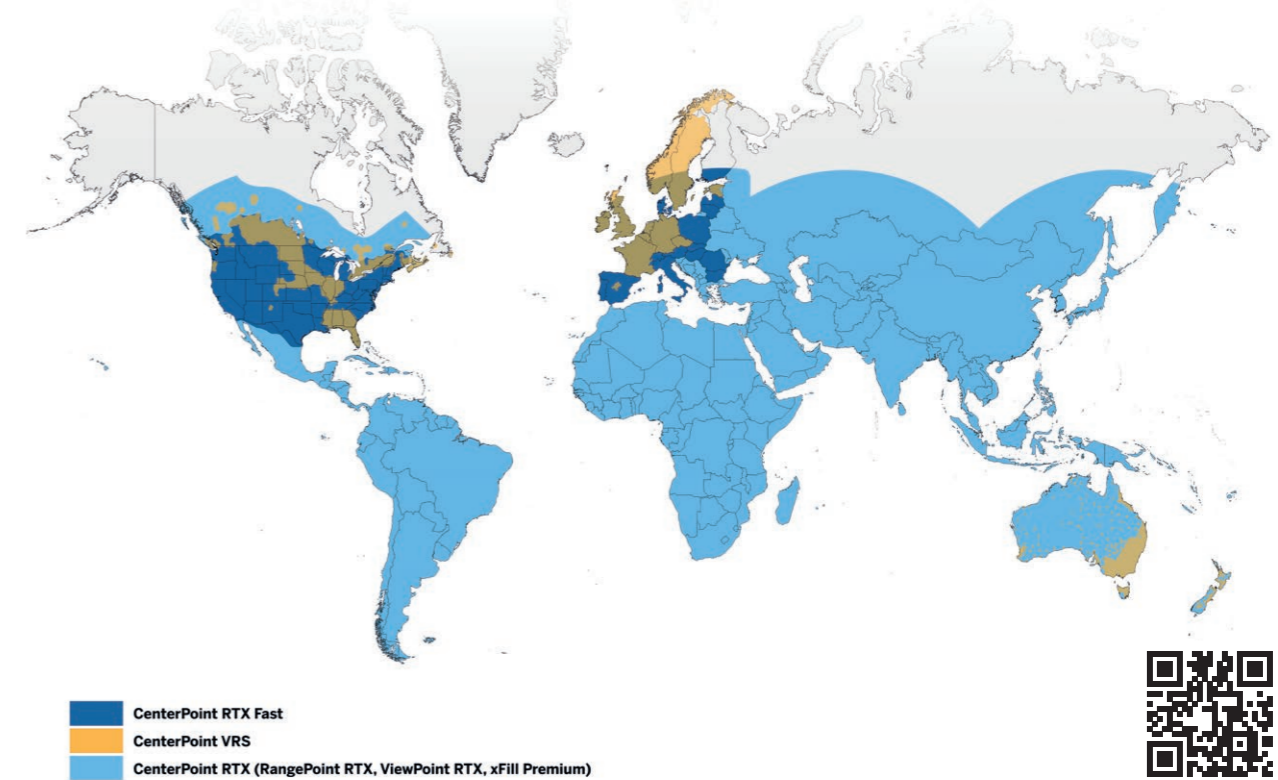 CenterPoint RTX Fast
CenterPoint VRS
CenterPoint RTX (RangePoint RTX, ViewPoint RTX, xFill Premium)